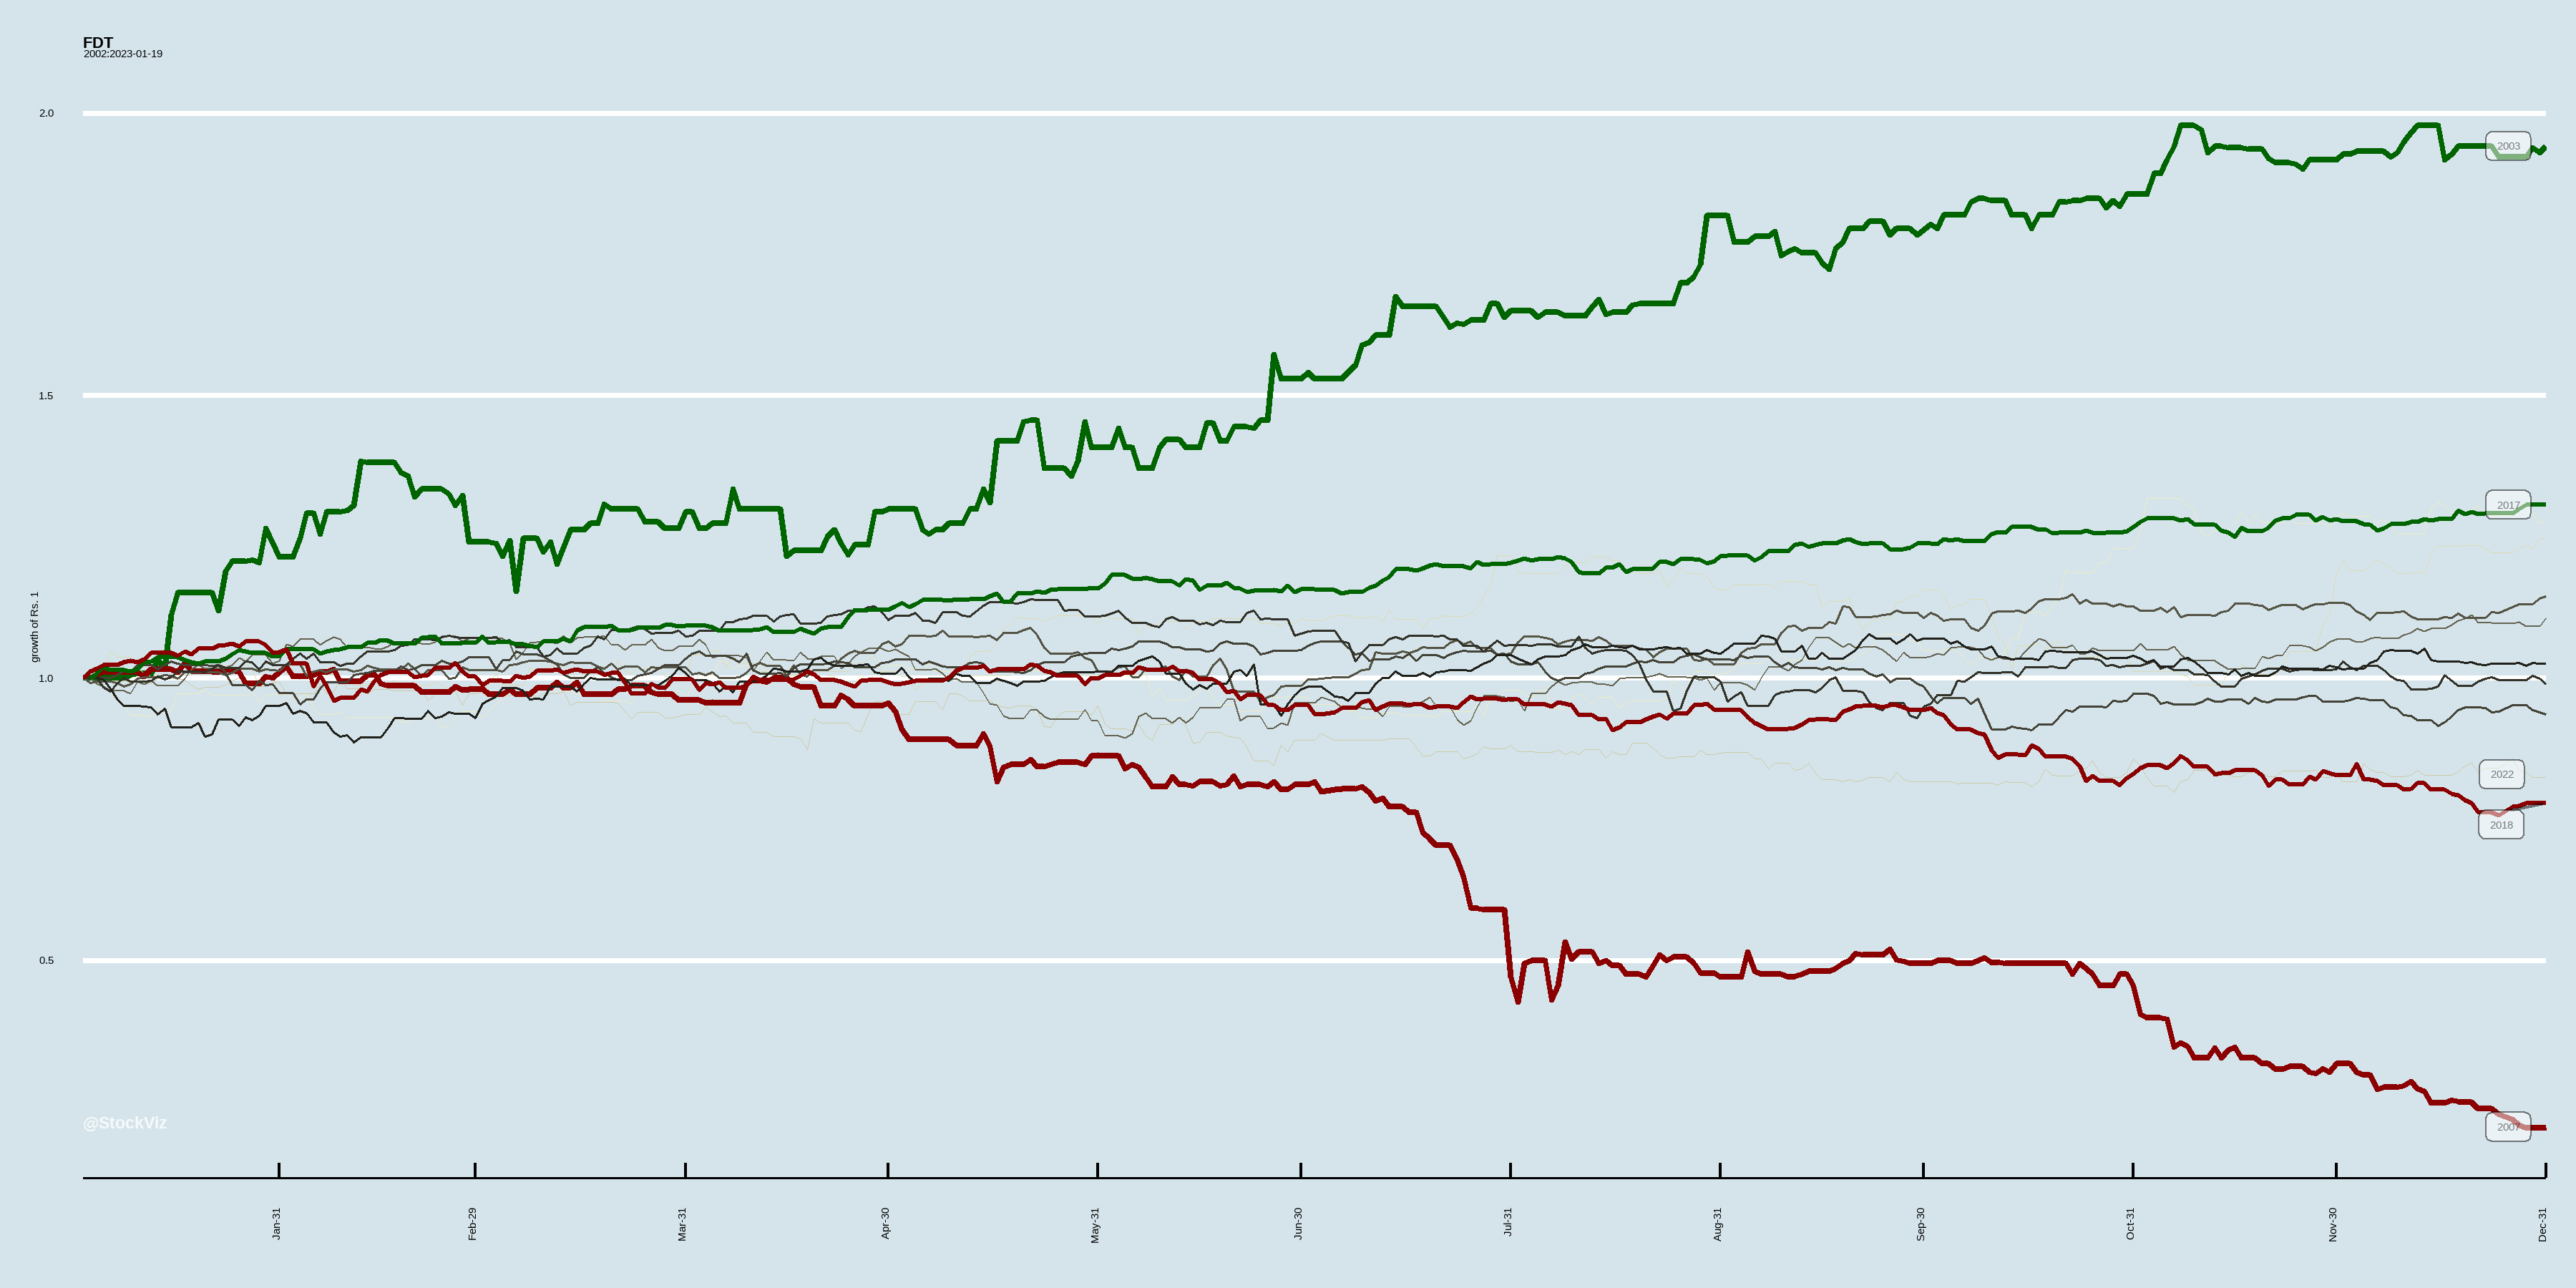 FDT
2002:2023-01-19
2.0
2003
1.5
2017
growth of Rs. 1
1.0
2022
2018
0.5
@StockViz
2007
Jan-31
Feb-29
Mar-31
Apr-30
May-31
Jun-30
Jul-31
Aug-31
Sep-30
Oct-31
Nov-30
Dec-31